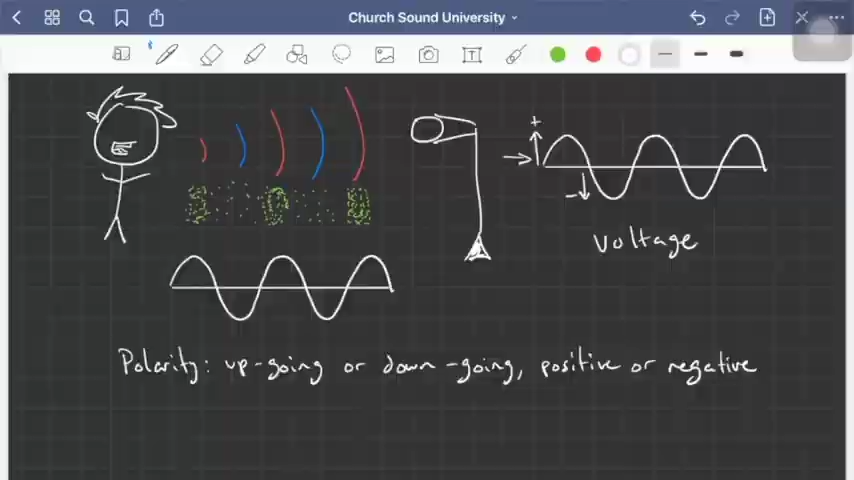 Church Sound University
+
-
Voltage
Polarity: up-going or down-going, positive or negative